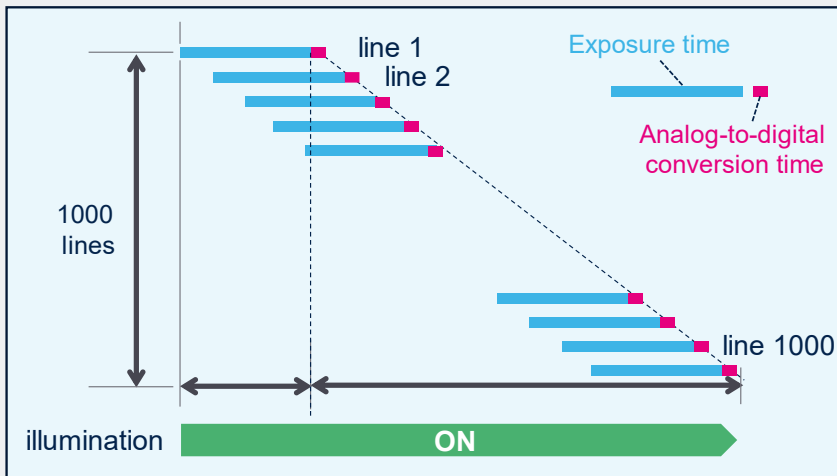 line 1
line 2
Exposure time
Analog-to-digital
conversion time
1000
lines
line 1000
illumination
ON